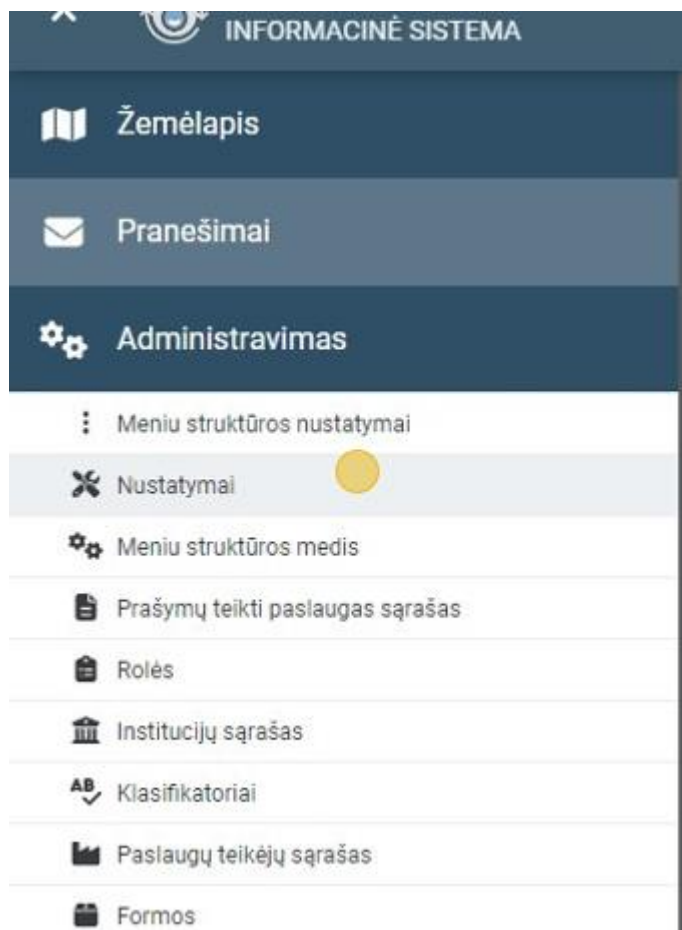 INFORMACINĖ SISTEMA
Žemėlapis
Pranešimai
Administravimas
Meniu struktūros nustatymai
Nustatymai
Meniu struktūros medis
Prašymų teikti paslaugas sąrašas
Rolės
Institucijų sąrašas
AB Klasifikatoriai
Paslaugų teikėjų sąrašas
Formos